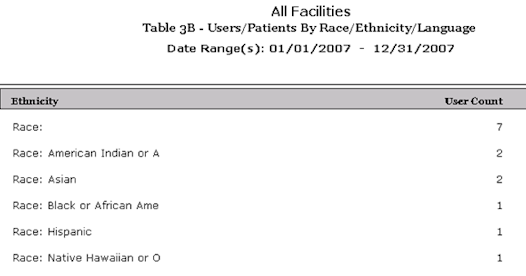 All Facilities
Table 3B - Users/Patients By Race/Ethnicity/Language
Date Range(s): 01/01/2007 - 12/31/2007
Ethnicity User Count
Race: 7
Race: American Indian or A 2
Race: Asian 2
Race: Black or African Ame 1
Race: Hispanic 1
Race: Native Hawaiian or O 1